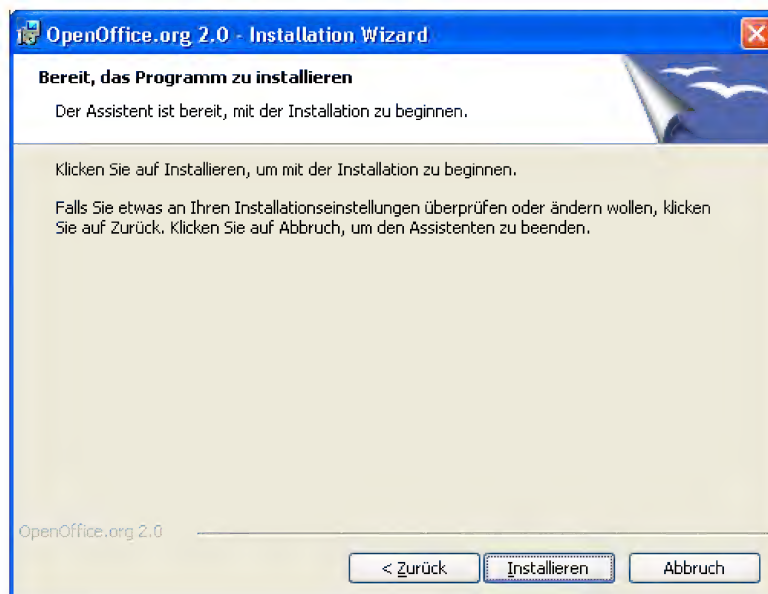 OpenOffice.org 2.0 - Installation Wizard
Bereit, das Programm zu installieren
Der Assistent ist bereit, mit der Installation zu beginnen.
Klicken Sie auf Installieren, um mit der Installation zu beginnen.
Falls Sie etwas an Ihren Installationseinstellungen überprüfen oder ändern wollen, klicken
Sie auf Zurück. Klicken Sie auf Abbruch, um den Assistenten zu beenden.
OpenOffice.org 2.0
< Zurück Installieren Abbruch